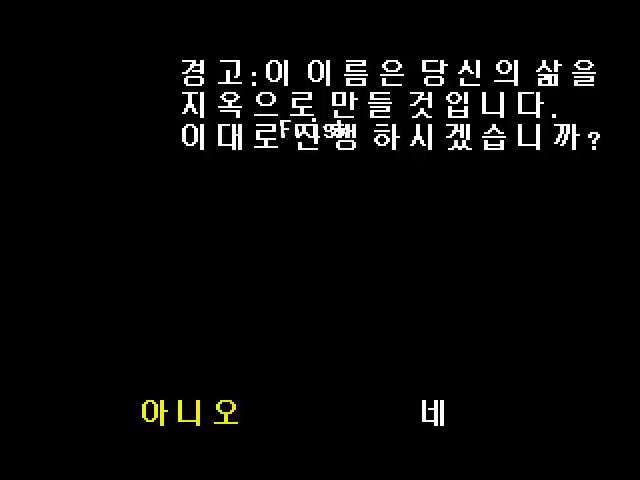 경고:이 이름은 당신의 삶을
지옥으로 만들 것입니다.
이대로 진행 하시겠습니까?
아니오 네